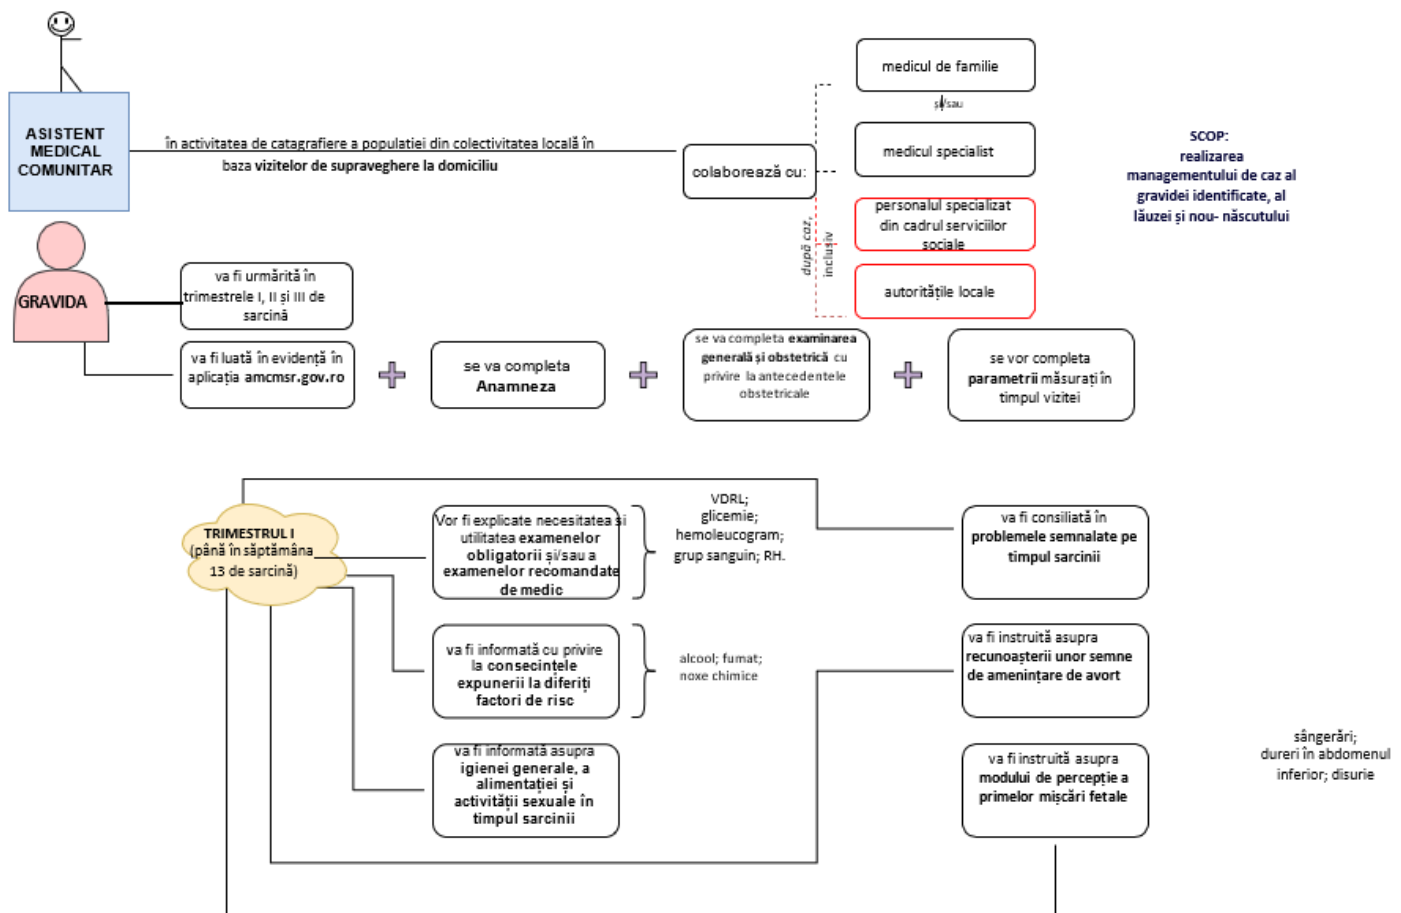 ASISTENT
MEDICAL
COMUNITAR
în activitatea de catagrafiere a populatiei din colectivitatea locală în
baza vizitelor de supraveghere la domiciliu
colaborează cu:
medicul de familie
și/sau
medicul specialist
personalul specializat
din cadrul serviciilor
sociale
autoritățile locale
după caz,
inclusiv
SCOP:
realizarea
managementului de caz al
gravidei identificate, al
lăuzei și nou- născutului
GRAVIDA
va fi urmărită în
trimestrele I, II și III de
sarcină
va fi luată în evidență în
aplicația amcmsr.gov.ro
se va completa
Anamneza
se va completa examinarea
generală și obstetrică cu
privire la antecedentele
obstetricale
se vor completa
parametrii măsurați în
timpul vizitei
TRIMESTRUL I
(până în săptămâna
13 de sarcină)
Vor fi explicate necesitatea si
utilitatea examenelor
obligatorii și/sau a
examenelor recomandate
de medic
VDRL;
glicemie;
hemoleucogram;
grup sanguin; RH.
va fi informată cu privire
la consecințele
expunerii la diferiți
factori de risc
alcool; fumat;
noxe chimice
va fi informată asupra
igienei generale, a
alimentației și
activității sexuale în
timpul sarcinii
va fi consiliată în
problemele semnalate pe
timpul sarcinii
va fi instruită asupra
recunoașterii unor semne
de amenințare de avort
va fi instruită asupra
modului de percepție a
primelor mișcări fetale
sângerări;
dureri în abdomenul
inferior; disurie